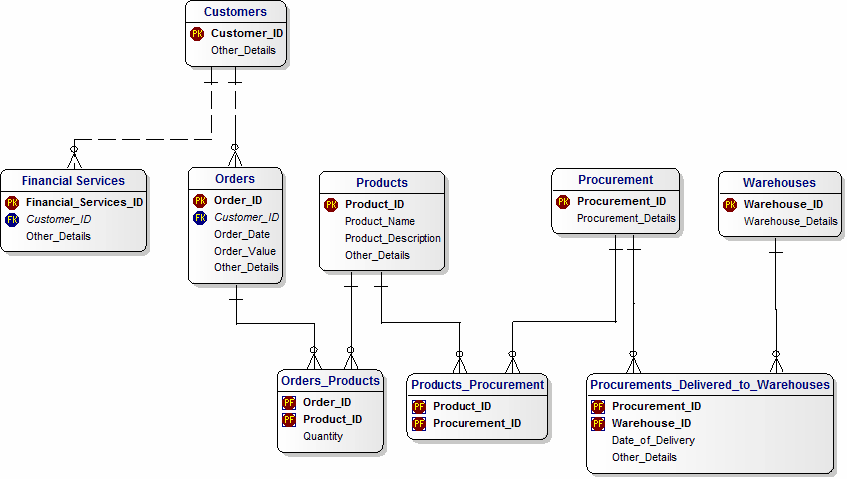 Customers
PK Customer_ID
Other_Details
Financial Services
PK Financial_Services_ID
FK Customer_ID
Other_Details
Orders
PK Order_ID
FK Customer_ID
Order_Date
Order_Value
Other_Details
Products
PK Product_ID
Product_Name
Product_Description
Other_Details
Procurement
PK Procurement_ID
Procurement_Details
Warehouses
PK Warehouse_ID
Warehouse_Details
Orders_Products
PF Order_ID
PF Product_ID
Quantity
Products_Procurement
PF Product_ID
PF Procurement_ID
Procurements_Delivered_to_Warehouses
PF Procurement_ID
PF Warehouse_ID
Date_of_Delivery
Other_Details